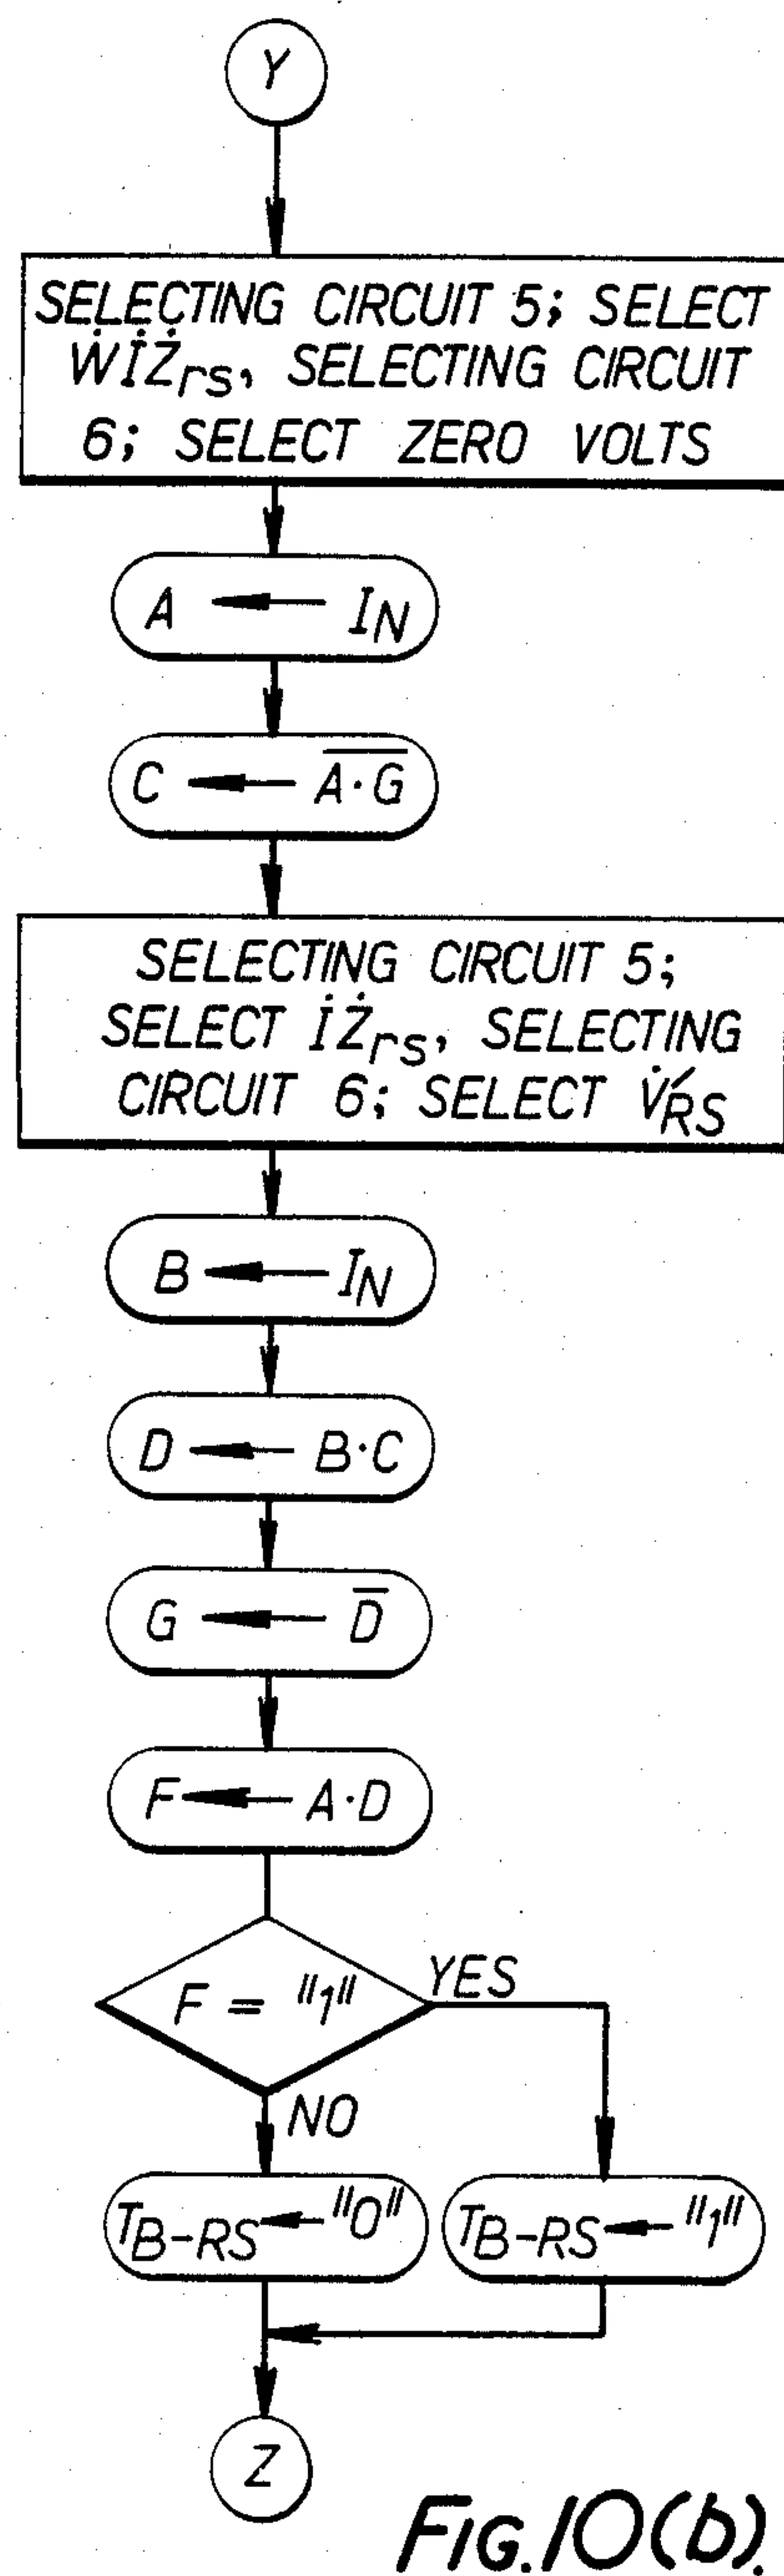 Y
SELECTING CIRCUIT 5; SELECT
ẆİŻrs, SELECTING CIRCUIT
6; SELECT ZERO VOLTS
A ← IN
C ← A̅·̅G̅
SELECTING CIRCUIT 5;
SELECT İŻrs, SELECTING
CIRCUIT 6; SELECT V̇′RS
B ← IN
D ← B·C
G ← D̅
F ← A·D
F = "1"
YES
NO
TB-RS ← "0"
TB-RS ← "1"
Z
FIG.10(b).